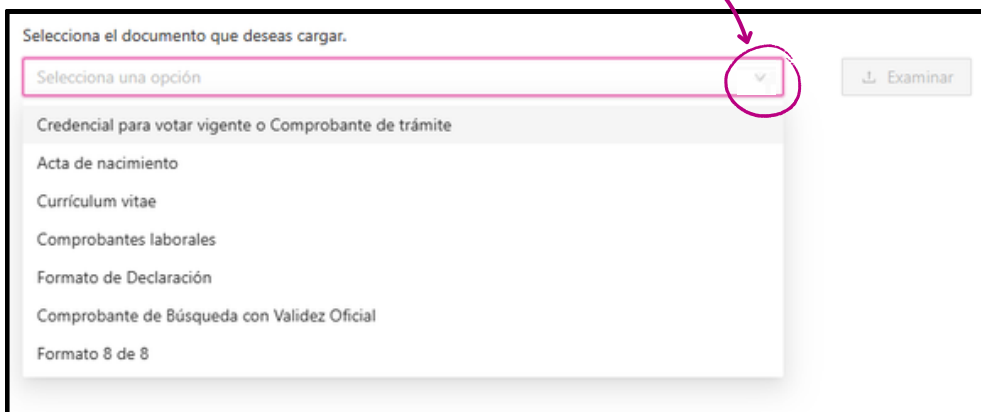 Selecciona el documento que deseas cargar.
Selecciona una opción
Examinar
Credencial para votar vigente o Comprobante de trámite
Acta de nacimiento
Currículum vitae
Comprobantes laborales
Formato de Declaración
Comprobante de Búsqueda con Validez Oficial
Formato 8 de 8